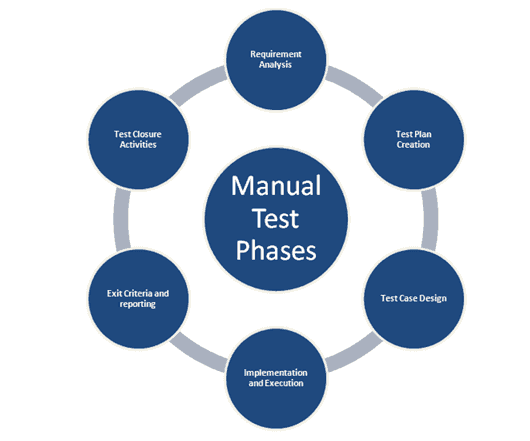 Requirement
Analysis
Test Plan
Creation
Test Case Design
Implementation
and Execution
Exit Criteria and
reporting
Test Closure
Activities
Manual
Test
Phases